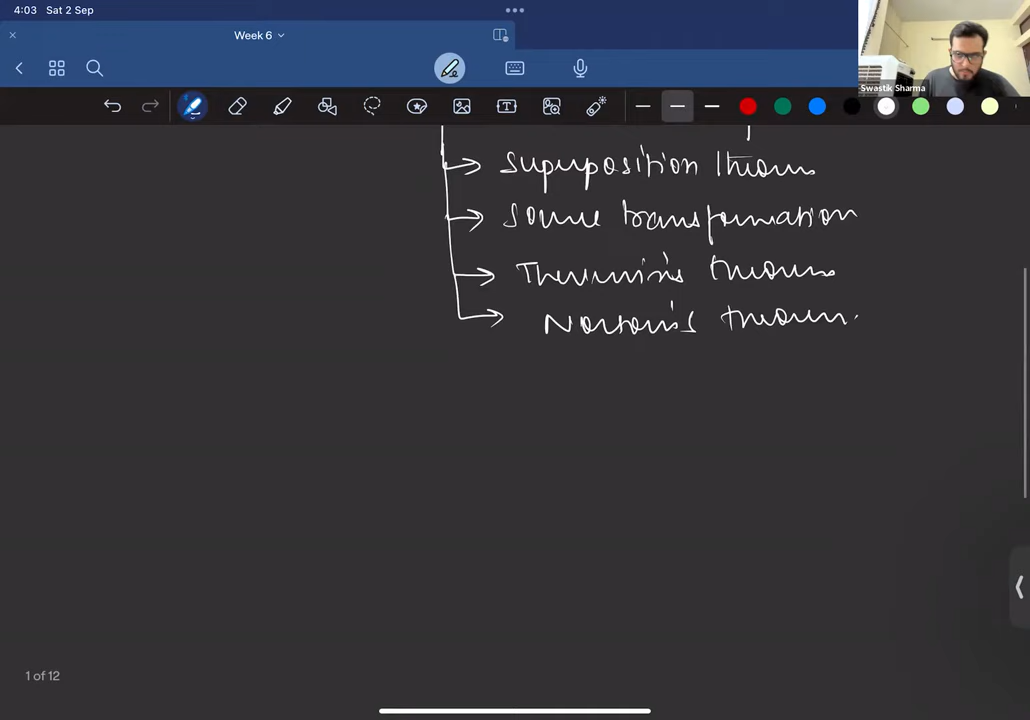 4:03 Sat 2 Sep
Week 6
Swastik Sharma
Superposition Theorem
Source transformation
Thevenin's theorem
Norton's theorem.
1 of 12